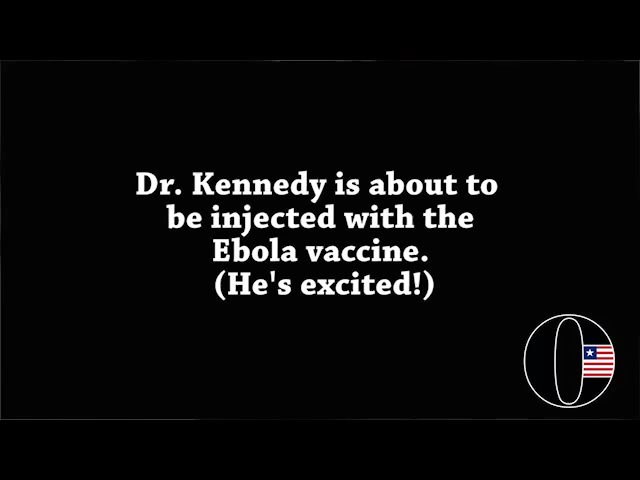 Dr. Kennedy is about to
be injected with the
Ebola vaccine.
(He's excited!)
O